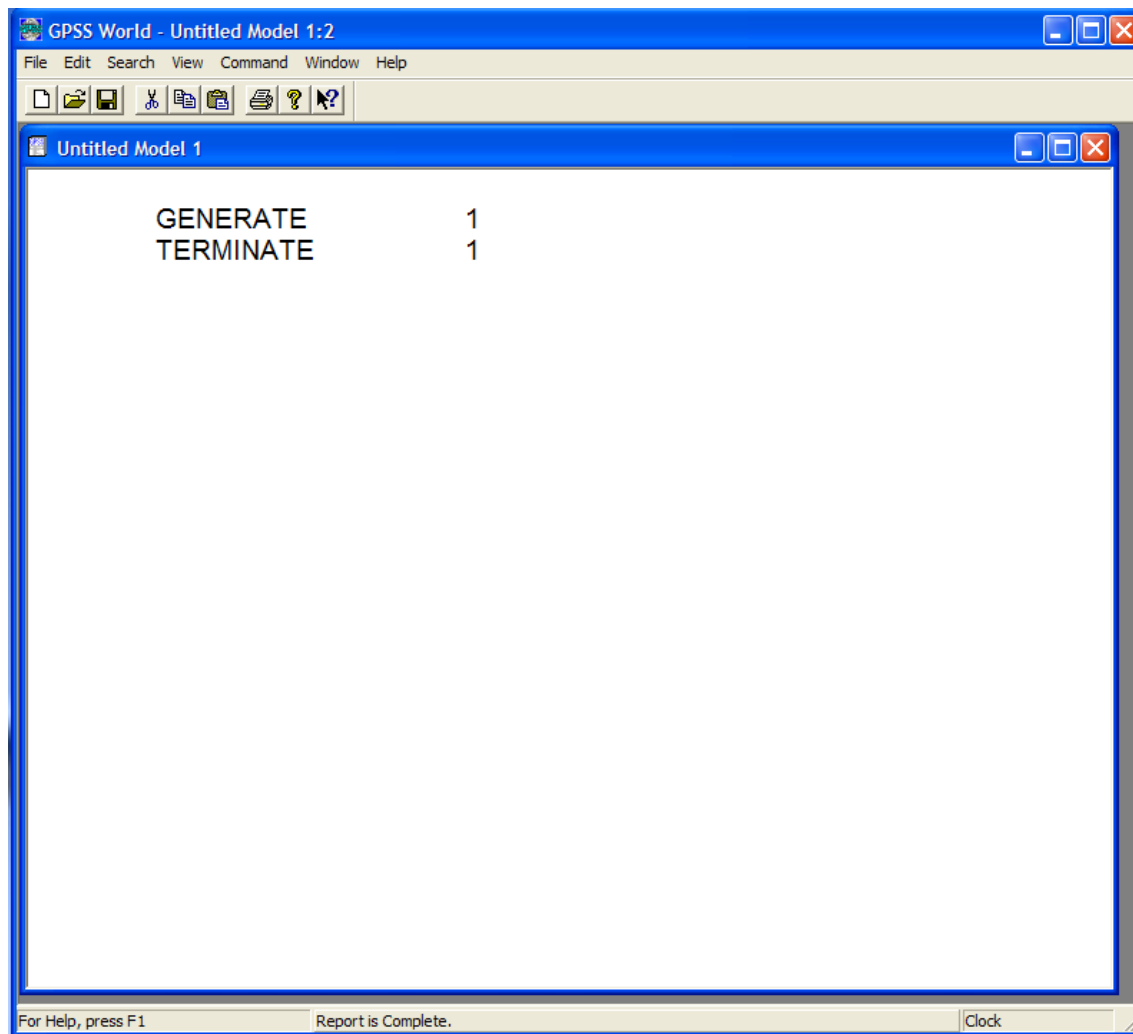 GPSS World - Untitled Model 1:2
File Edit Search View Command Window Help
Untitled Model 1
GENERATE 1
TERMINATE 1
For Help, press F1 Report is Complete. Clock